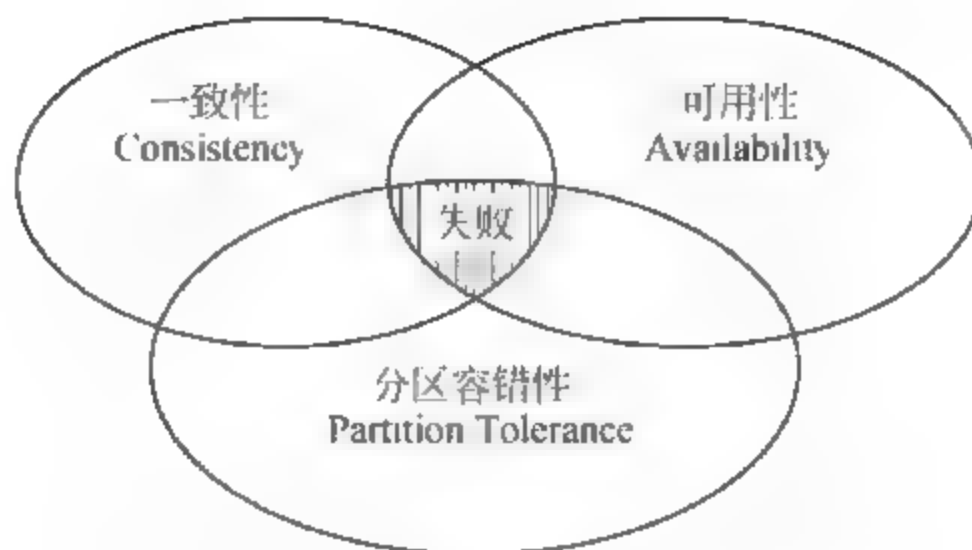 一致性
Consistency
可用性
Availability
失败
分区容错性
Partition Tolerance